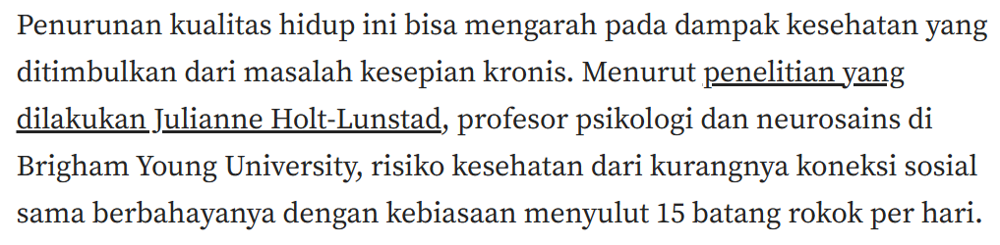 Penurunan kualitas hidup ini bisa mengarah pada dampak kesehatan yang
ditimbulkan dari masalah kesepian kronis. Menurut penelitian yang
dilakukan Julianne Holt-Lunstad, profesor psikologi dan neurosains di
Brigham Young University, risiko kesehatan dari kurangnya koneksi sosial
sama berbahayanya dengan kebiasaan menyulut 15 batang rokok per hari.